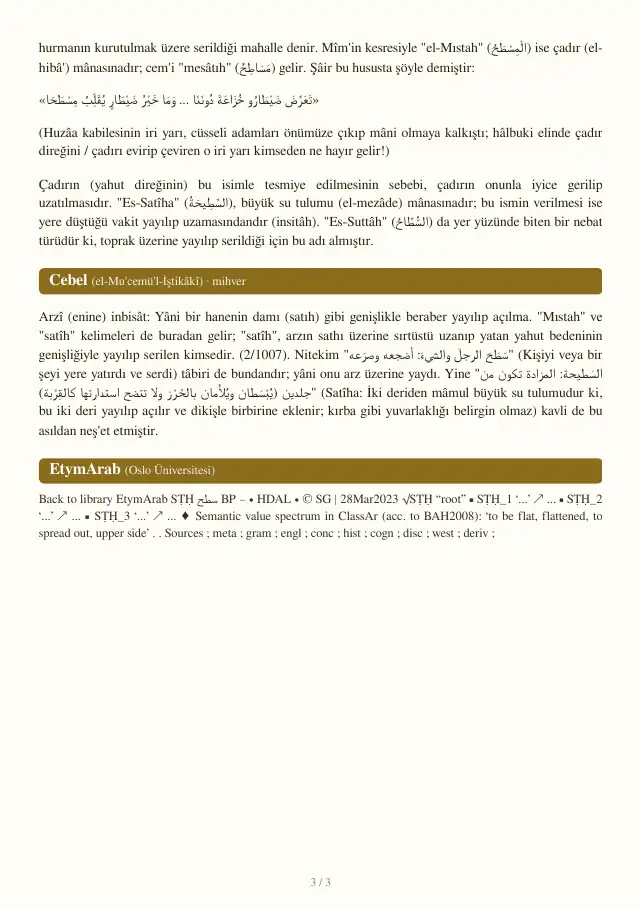 hurmanın kurutulmak üzere serildiği mahalle denir. Mîm'in kesresiyle "el-Mıstah" (الْمِسْطَحُ) ise çadır (el-
hibâ') mânasınadır; cem'i "mesâtıh" (مَسَاطِحُ) gelir. Şâir bu hususta şöyle demiştir:
«تَعَرَّضَ ضَيْطَارُو خُزَاعَةَ دُونَنَا ... وَمَا خَيْرُ ضَيْطَارٍ يُقَلِّبُ مِسْطَحَا»
(Huzâa kabilesinin iri yarı, cüsseli adamları önümüze çıkıp mâni olmaya kalkıştı; hâlbuki elinde çadır
direğini / çadırı evirip çeviren o iri yarı kimseden ne hayır gelir!)
Çadırın (yahut direğinin) bu isimle tesmiye edilmesinin sebebi, çadırın onunla iyice gerilip
uzatılmasıdır. "Es-Satîha" (السَّطِيحَةُ), büyük su tulumu (el-mezâde) mânasınadır; bu ismin verilmesi ise
yere düştüğü vakit yayılıp uzamasındandır (insitâh). "Es-Suttâh" (السُّطَّاحُ) da yer yüzünde biten bir nebat
türüdür ki, toprak üzerine yayılıp serildiği için bu adı almıştır.
Cebel (el-Mu'cemü'l-İştikâkî) · mihver
Arzî (enine) inbisât: Yâni bir hanenin damı (satıh) gibi genişlikle beraber yayılıp açılma. "Mıstah" ve
"satîh" kelimeleri de buradan gelir; "satîh", arzın sathı üzerine sırtüstü uzanıp yatan yahut bedeninin
genişliğiyle yayılıp serilen kimsedir. (2/1007). Nitekim "سَطَحَ الرجلَ والشيءَ: أضجعه وصرَعه" (Kişiyi veya bir
şeyi yere yatırdı ve serdi) tâbiri de bundandır; yâni onu arz üzerine yaydı. Yine "السَطيحة: المزادة تكون من
جلدين (يُبْسَطان ويُلأَمان بالخَرْز ولا تتضح استدارتها كالقِرْبة)" (Satîha: İki deriden mâmul büyük su tulumudur ki,
bu iki deri yayılıp açılır ve dikişle birbirine eklenir; kırba gibi yuvarlaklığı belirgin olmaz) kavli de bu
asıldan neş'et etmiştir.
EtymArab (Oslo Üniversitesi)
Back to library EtymArab SṬḤ سطح BP – • HDAL • © SG | 28Mar2023 √SṬḤ “root” ▪ SṬḤ_1 ‘...’ ↗ ... ▪ SṬḤ_2
‘...’ ↗ ... ▪ SṬḤ_3 ‘...’ ↗ ... ♦ Semantic value spectrum in ClassAr (acc. to BAH2008): ‘to be flat, flattened, to
spread out, upper side’ . . Sources ; meta ; gram ; engl ; conc ; hist ; cogn ; disc ; west ; deriv ;
3 / 3